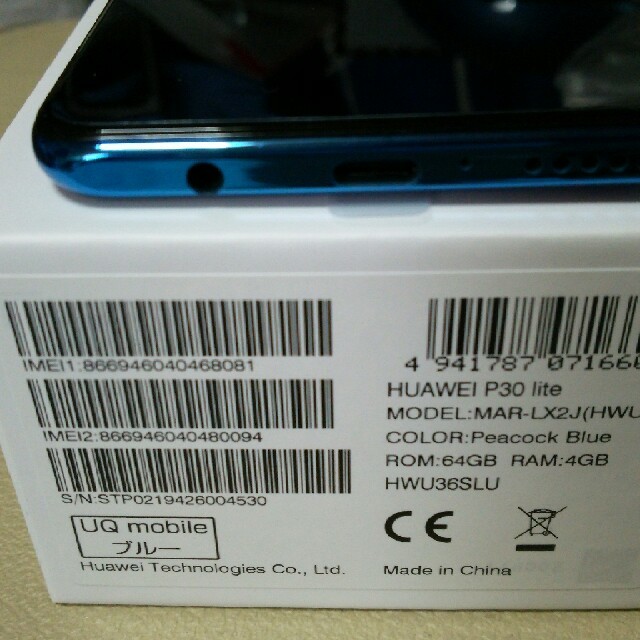 IMEI1:866946040468081
IMEI2:866946040480094
S/N:STP0219426004530
UQ mobile
ブルー
Huawei Technologies Co., Ltd.
4 941787 071666
HUAWEI P30 lite
MODEL:MAR-LX2J(HWU
COLOR:Peacock Blue
ROM:64GB RAM:4GB
HWU36SLU
CE
Made in China